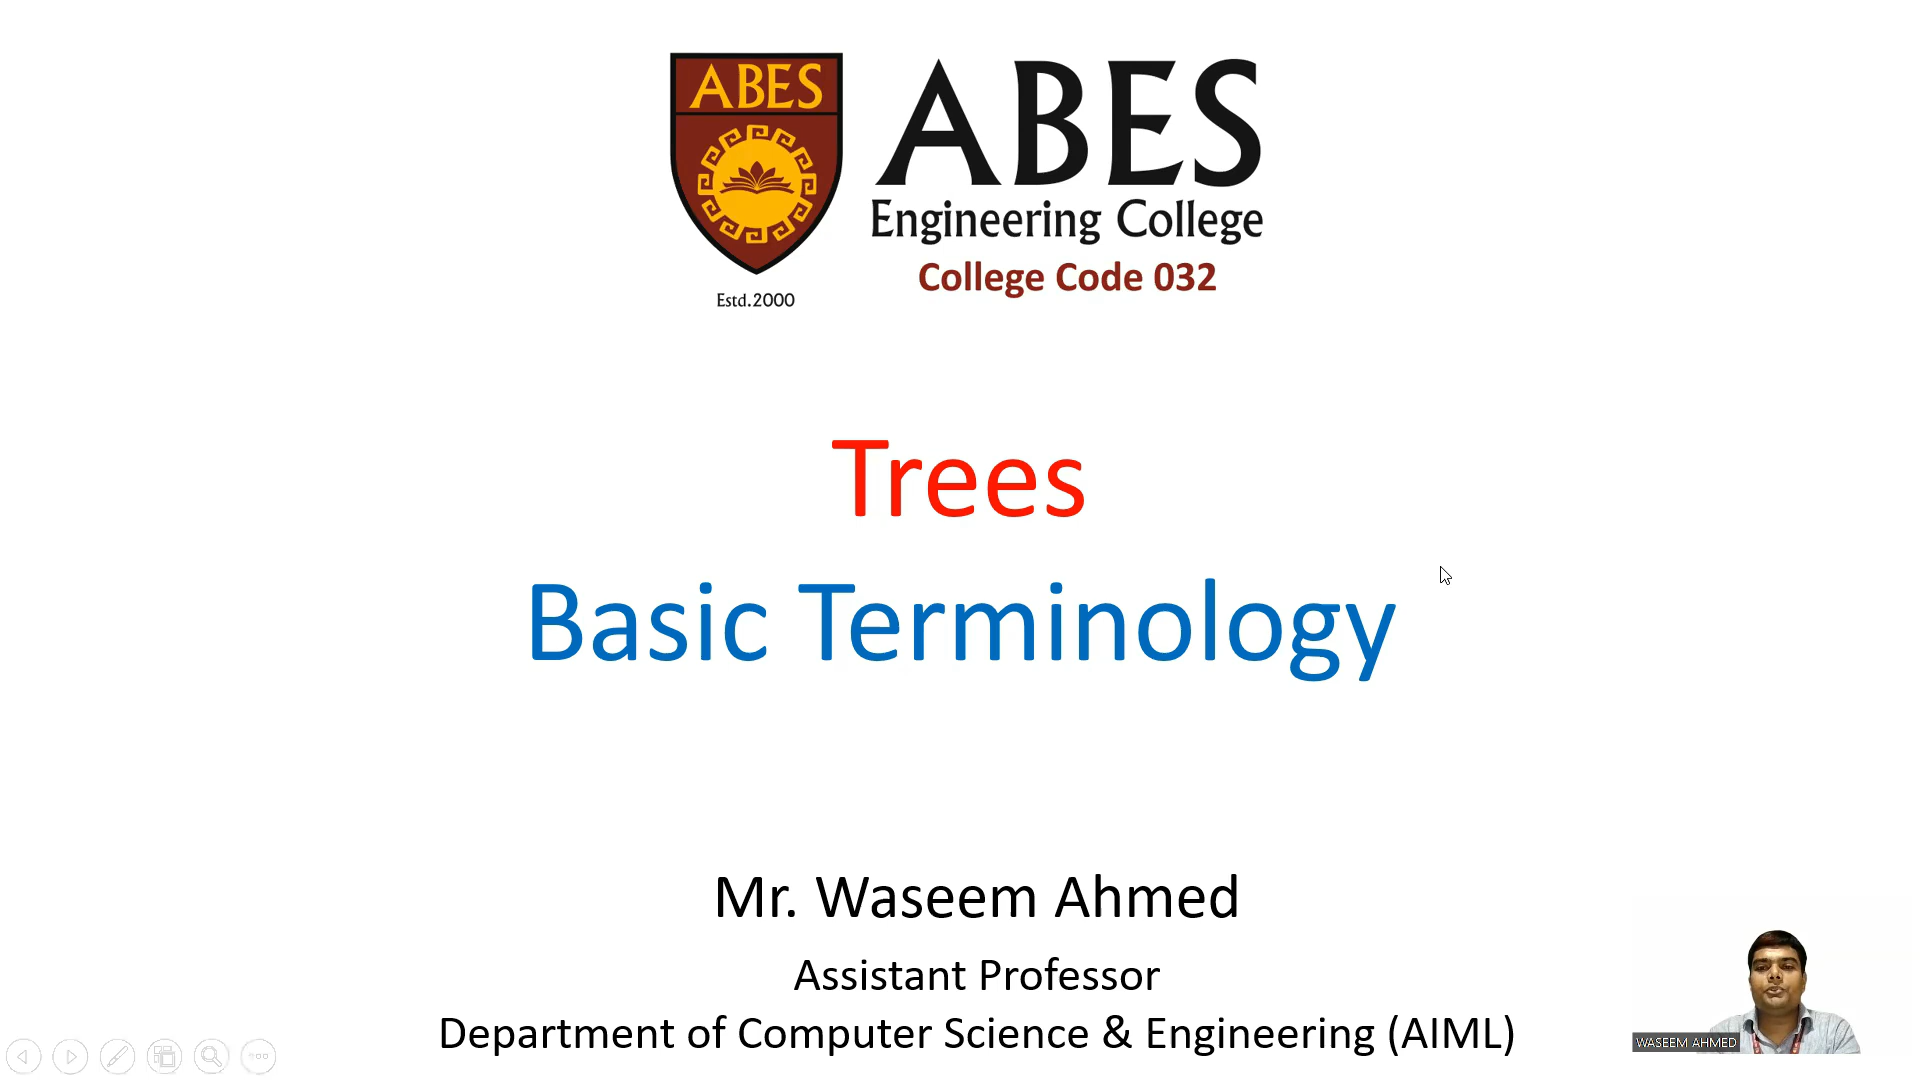 ABES
ABES
Engineering College
College Code 032
Estd.2000
Trees
Basic Terminology
Mr. Waseem Ahmed
Assistant Professor
Department of Computer Science & Engineering (AIML)
WASEEM AHMED